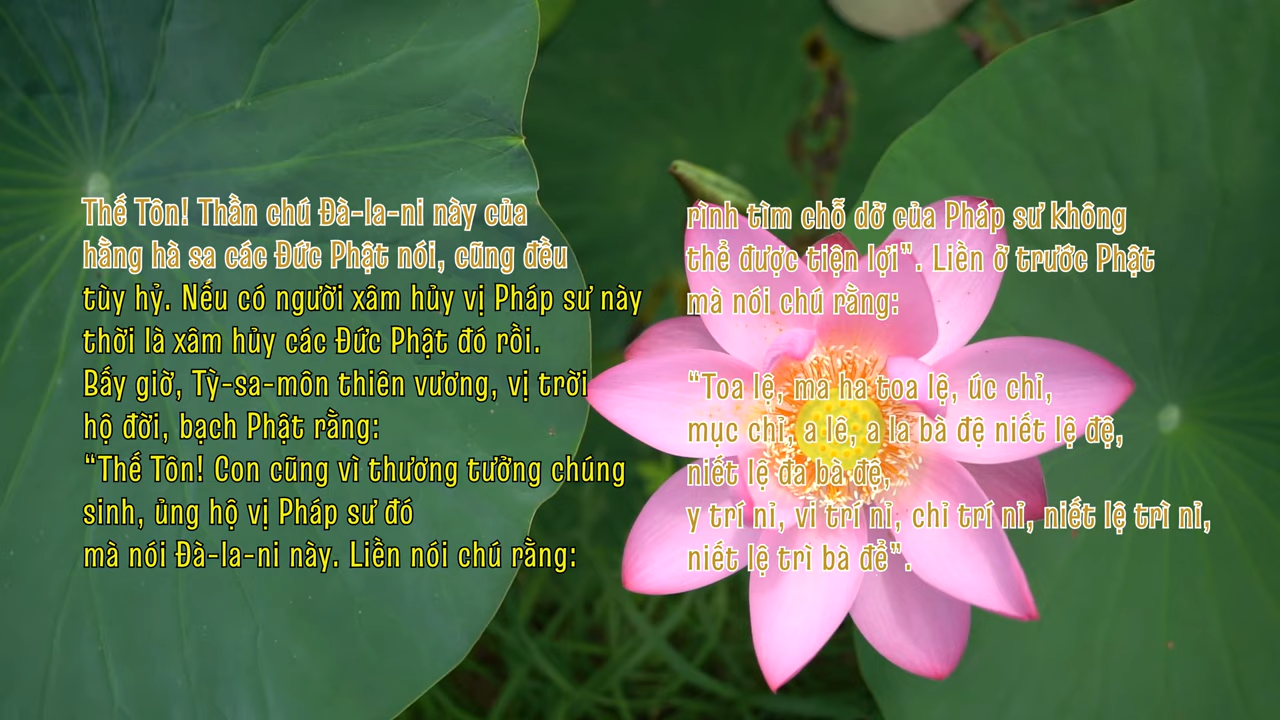 Thế Tôn! Thần chú Đà-la-ni này của
hằng hà sa các Đức Phật nói, cũng đều
tùy hỷ. Nếu có người xâm hủy vị Pháp sư này
thời là xâm hủy các Đức Phật đó rồi.
Bấy giờ, Tỳ-sa-môn thiên vương, vị trời
hộ đời, bạch Phật rằng:
“Thế Tôn! Con cũng vì thương tưởng chúng
sinh, ủng hộ vị Pháp sư đó
mà nói Đà-la-ni này. Liền nói chú rằng:
rình tìm chỗ dở của Pháp sư không
thể được tiện lợi”. Liền ở trước Phật
mà nói chú rằng:
“Toa lệ, ma ha toa lệ, úc chỉ,
mục chỉ, a lê, a la bà đệ niết lệ đệ,
niết lệ đa bà đệ,
y trí nỉ, vi trí nỉ, chỉ trí nỉ, niết lệ trì nỉ,
niết lệ trì bà để”.